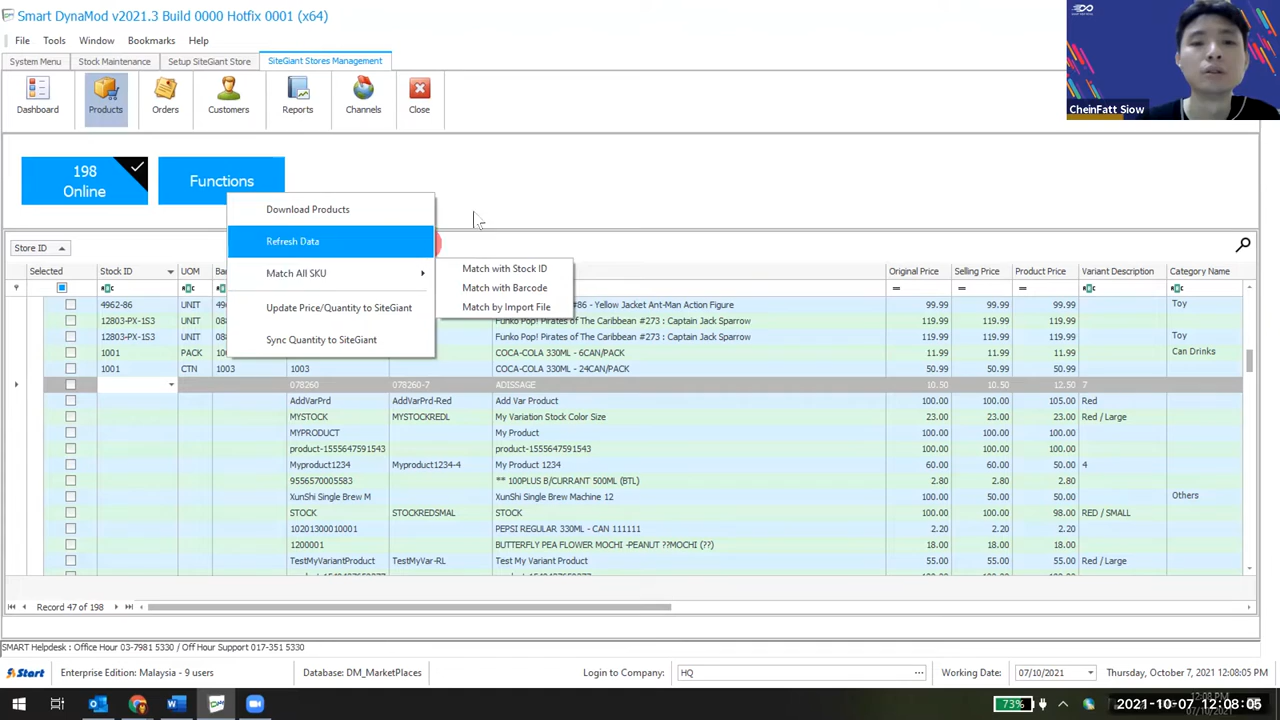 Smart DynaMod v2021.3 Build 0000 Hotfix 0001 (x64)
File Tools Window Bookmarks Help
System Menu Stock Maintenance Setup SiteGiant Store SiteGiant Stores Management
Dashboard Products Orders Customers Reports Channels Close
CheinFatt Siow
198
Online
Functions
Download Products
Refresh Data
Match All SKU
Update Price/Quantity to SiteGiant
Sync Quantity to SiteGiant
Match with Stock ID
Match with Barcode
Match by Import File
Store ID
Selected Stock ID UOM Original Price Selling Price Product Price Variant Description Category Name
4962-86 UNIT #86 - Yellow Jacket Ant-Man Action Figure 99.99 99.99 99.99 Toy
12803-PX-1S3 UNIT Funko Pop! Pirates of The Caribbean #273 : Captain Jack Sparrow 119.99 119.99 119.99
12803-PX-1S3 UNIT Funko Pop! Pirates of The Caribbean #273 : Captain Jack Sparrow 119.99 119.99 119.99 Toy
1001 PACK COCA-COLA 330ML - 6CAN/PACK 11.99 11.99 11.99 Can Drinks
1001 CTN 1003 1003 COCA-COLA 330ML - 24CAN/PACK 50.99 50.99 50.99
078260 078260-7 ADISSAGE 10.50 10.50 12.50 7
AddVarPrd AddVarPrd-Red Add Var Product 100.00 100.00 105.00 Red
MYSTOCK MYSTOCKREDL My Variation Stock Color Size 23.00 23.00 23.00 Red / Large
MYPRODUCT My Product 100.00 100.00 100.00
product-1555647591543 product-1555647591543 100.00 100.00 100.00
Myproduct1234 Myproduct1234-4 My Product 1234 60.00 60.00 50.00 4
9556570005583 ** 100PLUS B/CURRANT 500ML (BTL) 2.80 2.80 2.80
XunShi Single Brew M XunShi Single Brew Machine 12 100.00 50.00 50.00 Others
STOCK STOCKREDSMAL STOCK 100.00 100.00 98.00 RED / SMALL
10201300010001 PEPSI REGULAR 330ML - CAN 111111 2.20 2.20 2.20
1200001 BUTTERFLY PEA FLOWER MOCHI -PEANUT ??MOCHI (??) 18.00 18.00 18.00
TestMyVariantProduct TestMyVar-RL Test My Variant Product 55.00 55.00 55.00 Red / Large
Record 47 of 198
SMART Helpdesk : Office Hour 03-7981 5330 / Off Hour Support 017-351 5330
Start Enterprise Edition: Malaysia - 9 users Database: DM_MarketPlaces Login to Company: HQ Working Date: 07/10/2021 Thursday, October 7, 2021 12:08:05 PM
73% 2021-10-07 12:08:05